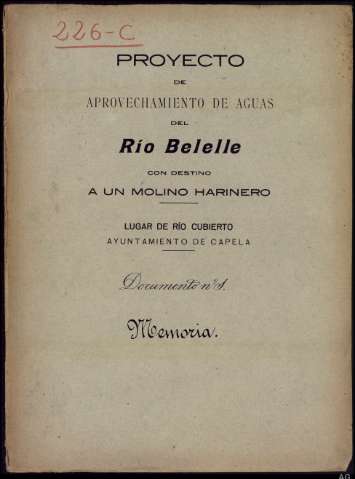 226-C
PROYECTO
DE
APROVECHAMIENTO DE AGUAS
DEL
Río Belelle
CON DESTINO
A UN MOLINO HARINERO
LUGAR DE RÍO CUBIERTO
AYUNTAMIENTO DE CAPELA
Documento nº 1.
Memoria.
AG